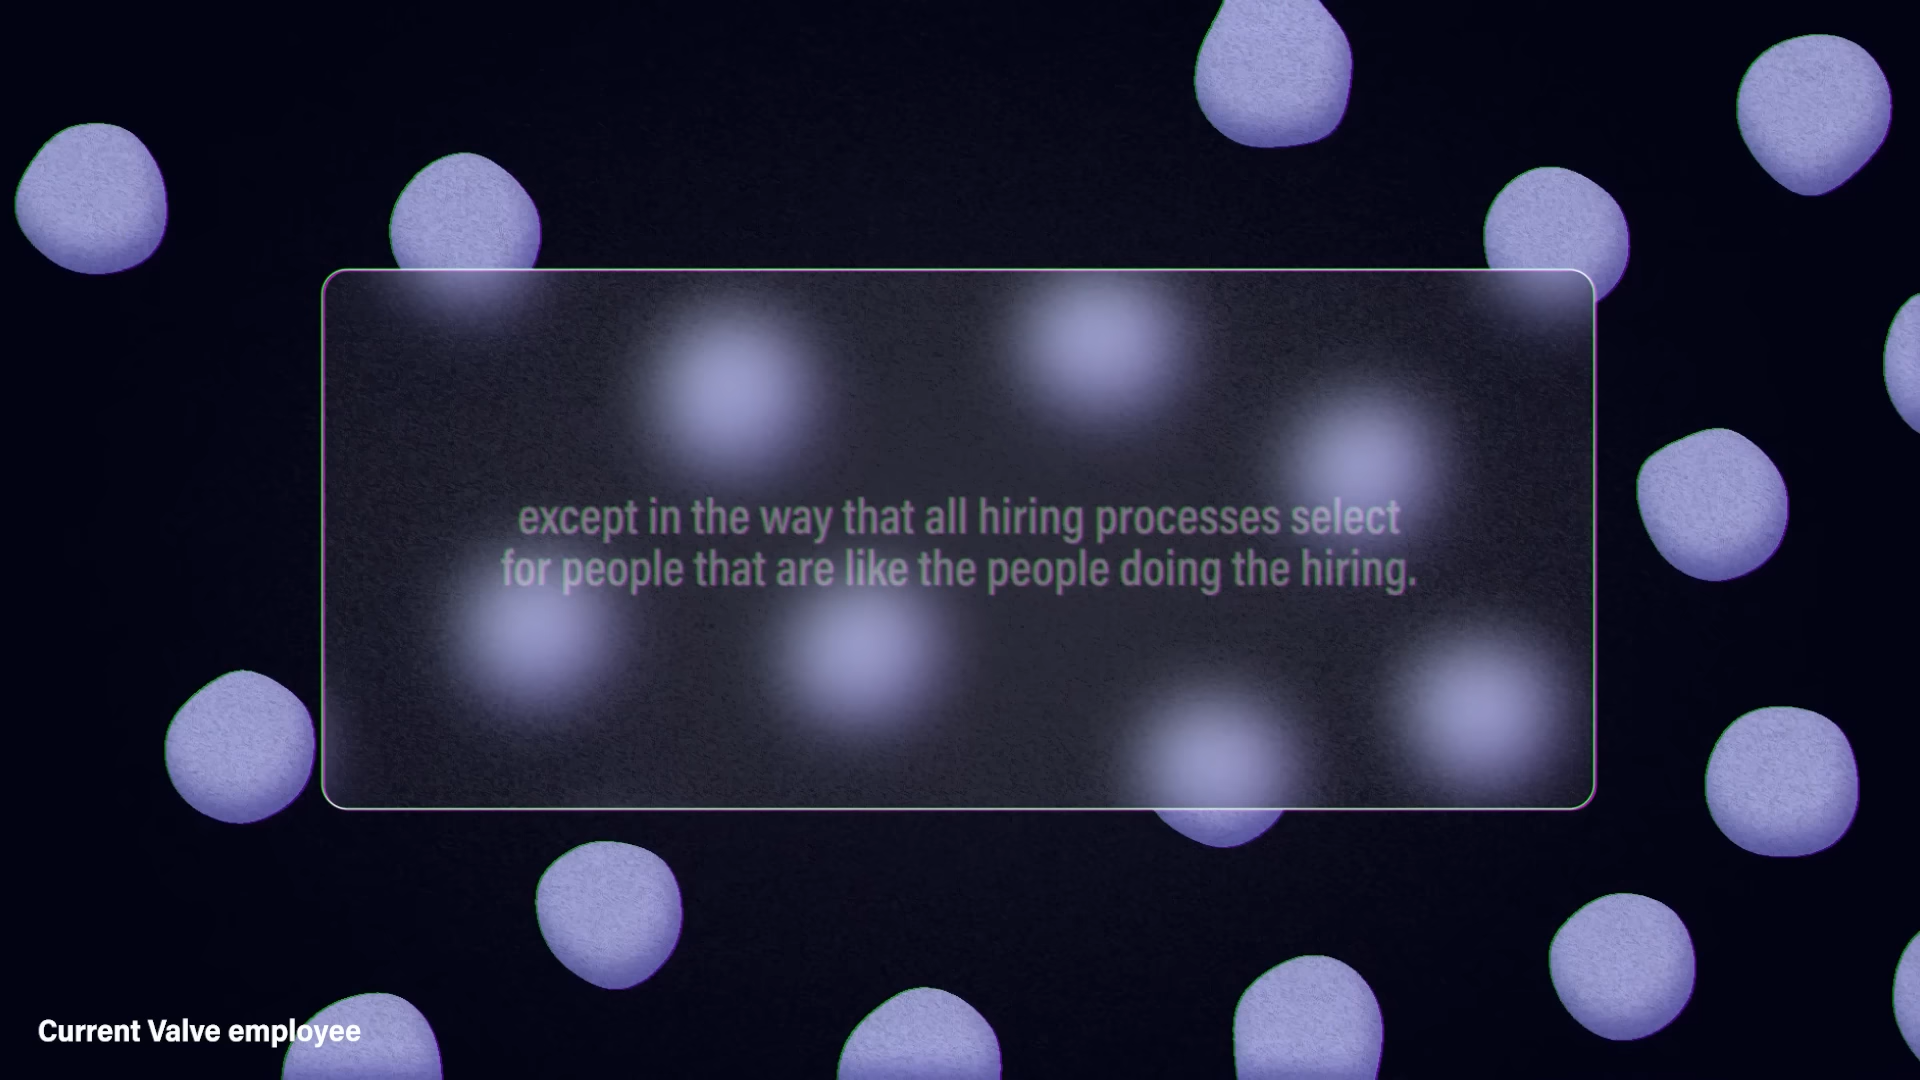 except in the way that all hiring processes select
for people that are like the people doing the hiring.
Current Valve employee